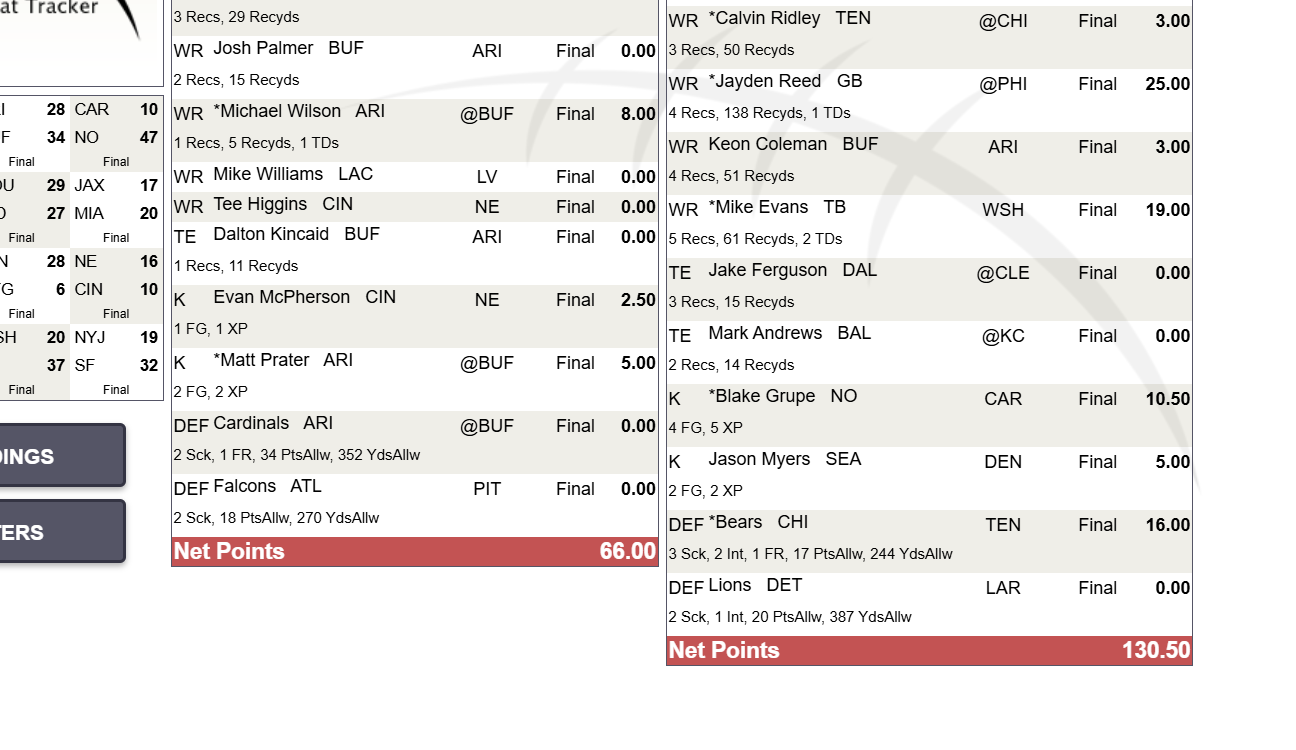 at Tracker
28 CAR 10
34 NO 47
Final Final
29 JAX 17
27 MIA 20
Final Final
28 NE 16
6 CIN 10
Final Final
20 NYJ 19
37 SF 32
Final Final
DINGS
TERS
3 Recs, 29 Recyds
WR Josh Palmer BUF ARI Final 0.00
2 Recs, 15 Recyds
WR *Michael Wilson ARI @BUF Final 8.00
1 Recs, 5 Recyds, 1 TDs
WR Mike Williams LAC LV Final 0.00
WR Tee Higgins CIN NE Final 0.00
TE Dalton Kincaid BUF ARI Final 0.00
1 Recs, 11 Recyds
K Evan McPherson CIN NE Final 2.50
1 FG, 1 XP
K *Matt Prater ARI @BUF Final 5.00
2 FG, 2 XP
DEF Cardinals ARI @BUF Final 0.00
2 Sck, 1 FR, 34 PtsAllw, 352 YdsAllw
DEF Falcons ATL PIT Final 0.00
2 Sck, 18 PtsAllw, 270 YdsAllw
Net Points 66.00
WR *Calvin Ridley TEN @CHI Final 3.00
3 Recs, 50 Recyds
WR *Jayden Reed GB @PHI Final 25.00
4 Recs, 138 Recyds, 1 TDs
WR Keon Coleman BUF ARI Final 3.00
4 Recs, 51 Recyds
WR *Mike Evans TB WSH Final 19.00
5 Recs, 61 Recyds, 2 TDs
TE Jake Ferguson DAL @CLE Final 0.00
3 Recs, 15 Recyds
TE Mark Andrews BAL @KC Final 0.00
2 Recs, 14 Recyds
K *Blake Grupe NO CAR Final 10.50
4 FG, 5 XP
K Jason Myers SEA DEN Final 5.00
2 FG, 2 XP
DEF *Bears CHI TEN Final 16.00
3 Sck, 2 Int, 1 FR, 17 PtsAllw, 244 YdsAllw
DEF Lions DET LAR Final 0.00
2 Sck, 1 Int, 20 PtsAllw, 387 YdsAllw
Net Points 130.50